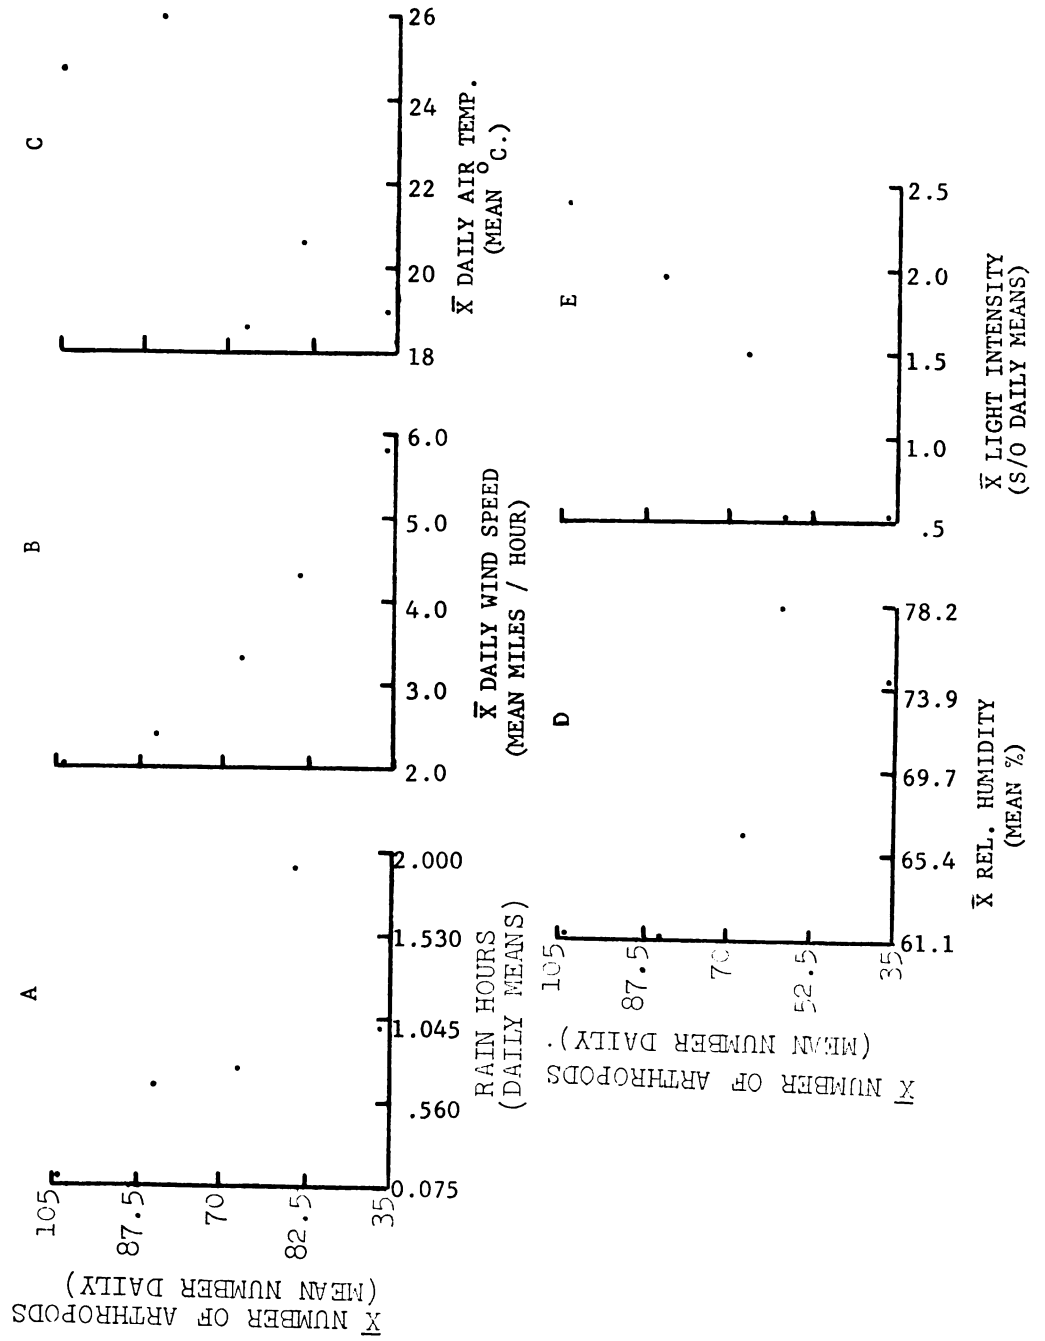 A
X̄ NUMBER OF ARTHROPODS
(MEAN NUMBER DAILY)
105
87.5
70
82.5
35
0.075
.560
1.045
1.530
2.000
RAIN HOURS
(DAILY MEANS)
B
2.0
3.0
4.0
5.0
6.0
X̄ DAILY WIND SPEED
(MEAN MILES / HOUR)
C
18
20
22
24
26
X̄ DAILY AIR TEMP.
(MEAN °C.)
D
X̄ NUMBER OF ARTHROPODS
(MEAN NUMBER DAILY).
105
87.5
70
52.5
35
61.1
65.4
69.7
73.9
78.2
X̄ REL. HUMIDITY
(MEAN %)
E
.5
1.0
1.5
2.0
2.5
X̄ LIGHT INTENSITY
(S/O DAILY MEANS)